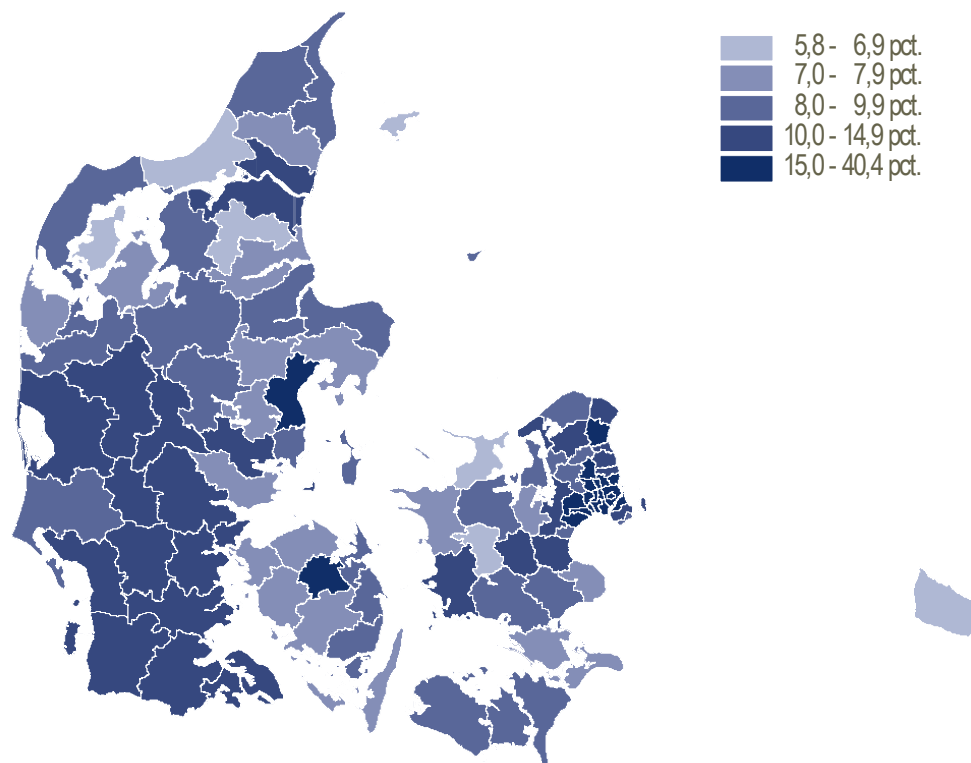 5,8 - 6,9 pct.
7,0 - 7,9 pct.
8,0 - 9,9 pct.
10,0 - 14,9 pct.
15,0 - 40,4 pct.